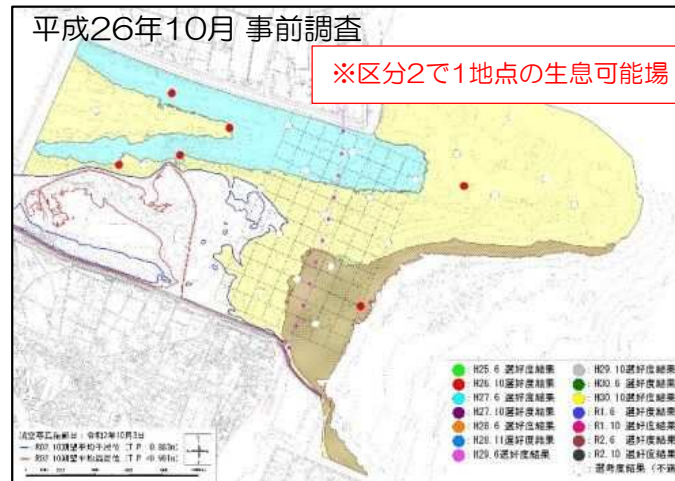 平成26年10月 事前調査
※区分2で1地点の生息可能場
H25.6 選好度結果
H26.10選好度結果
H27.6 選好度結果
H27.10選好度結果
H28.6 選好度結果
H28.11選好度結果
H29.6選好度結果
H29.10選好度結果
H30.6 選好度結果
H30.10選好度結果
R1.6 選好度結果
R1.10 選好度結果
R2.6 選好度結果
R2.10 選好度結果